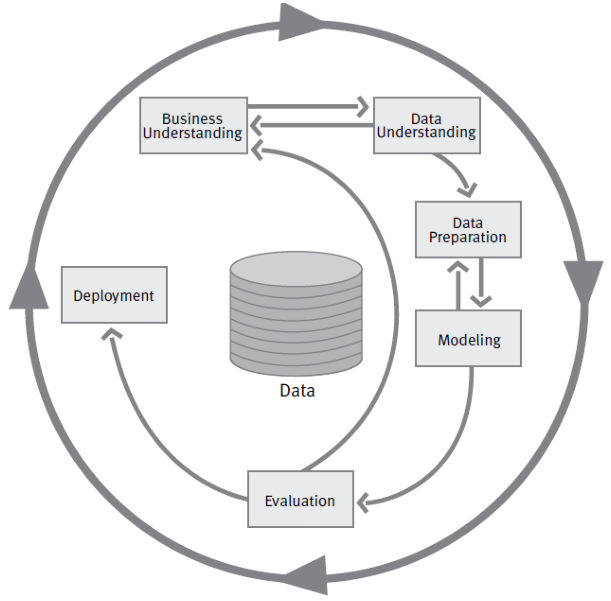 Business
Understanding
Data
Understanding
Data
Preparation
Modeling
Deployment
Data
Evaluation